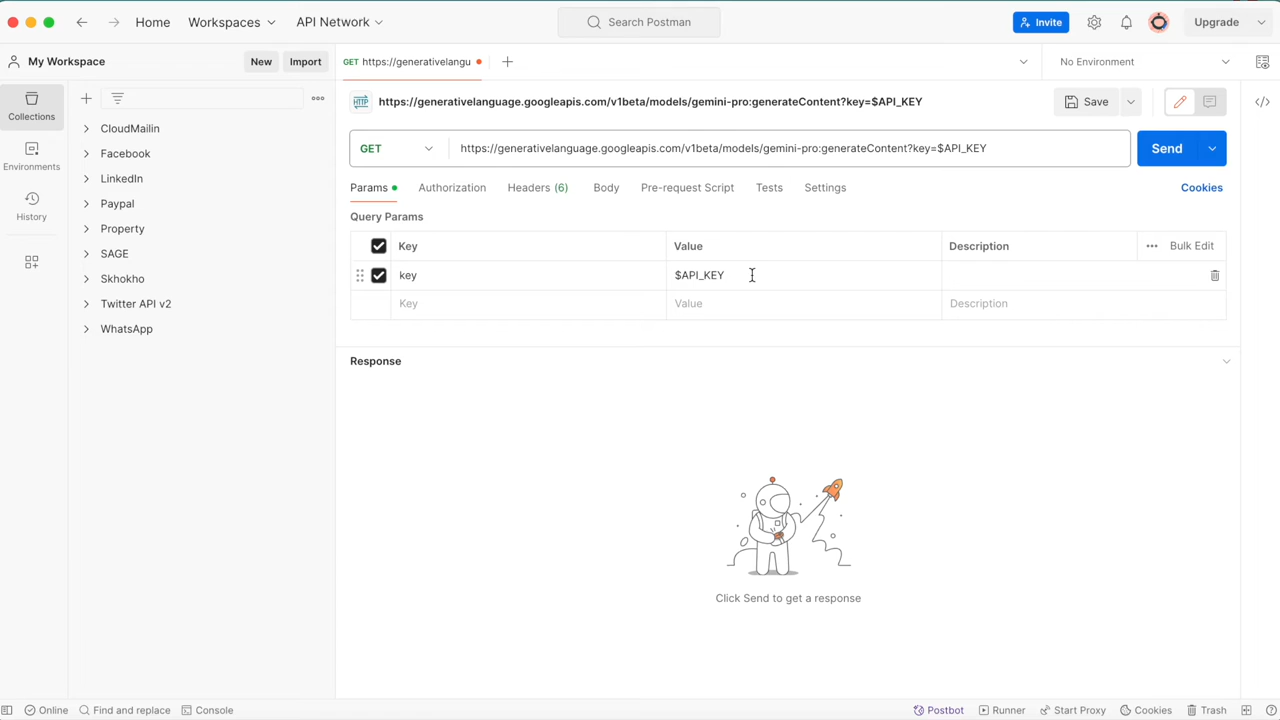 Home Workspaces API Network Search Postman Invite Upgrade
My Workspace New Import GET https://generativelangu No Environment
Collections
Environments
History
CloudMailin
Facebook
LinkedIn
Paypal
Property
SAGE
Skhokho
Twitter API v2
WhatsApp
HTTP https://generativelanguage.googleapis.com/v1beta/models/gemini-pro:generateContent?key=$API_KEY Save
GET https://generativelanguage.googleapis.com/v1beta/models/gemini-pro:generateContent?key=$API_KEY Send
Params Authorization Headers (6) Body Pre-request Script Tests Settings Cookies
Query Params
Key Value Description Bulk Edit
key $API_KEY
Key Value Description
Response
Click Send to get a response
Online Find and replace Console Postbot Runner Start Proxy Cookies Trash